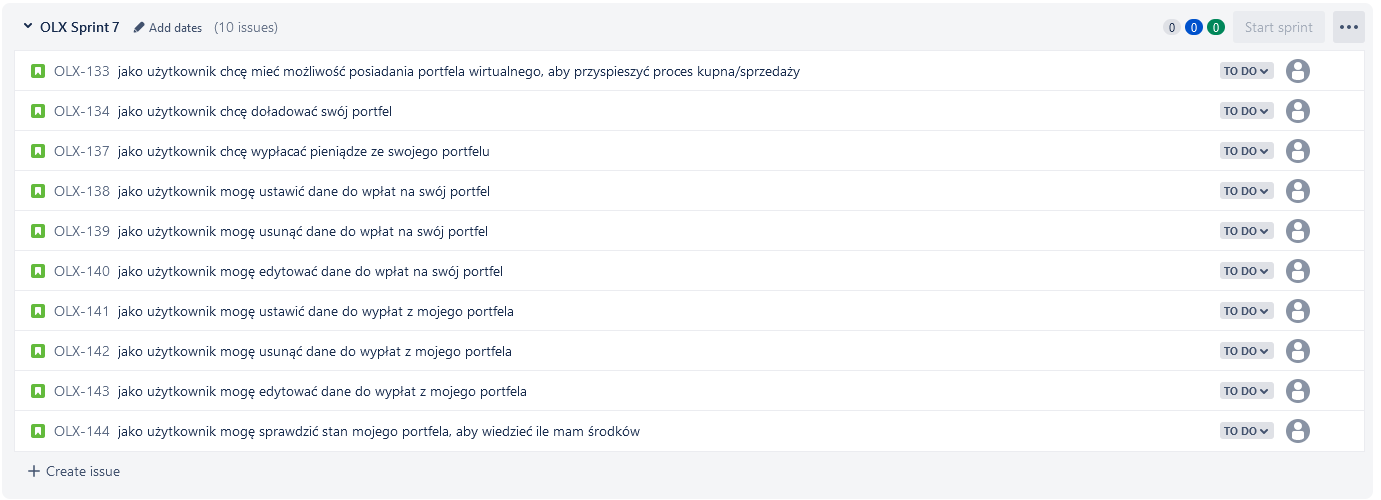 OLX Sprint 7 Add dates (10 issues) 0 0 0 Start sprint
OLX-133 jako użytkownik chcę mieć możliwość posiadania portfela wirtualnego, aby przyspieszyć proces kupna/sprzedaży TO DO
OLX-134 jako użytkownik chcę doładować swój portfel TO DO
OLX-137 jako użytkownik chcę wypłacać pieniądze ze swojego portfelu TO DO
OLX-138 jako użytkownik mogę ustawić dane do wpłat na swój portfel TO DO
OLX-139 jako użytkownik mogę usunąć dane do wpłat na swój portfel TO DO
OLX-140 jako użytkownik mogę edytować dane do wpłat na swój portfel TO DO
OLX-141 jako użytkownik mogę ustawić dane do wypłat z mojego portfela TO DO
OLX-142 jako użytkownik mogę usunąć dane do wypłat z mojego portfela TO DO
OLX-143 jako użytkownik mogę edytować dane do wypłat z mojego portfela TO DO
OLX-144 jako użytkownik mogę sprawdzić stan mojego portfela, aby wiedzieć ile mam środków TO DO
+ Create issue